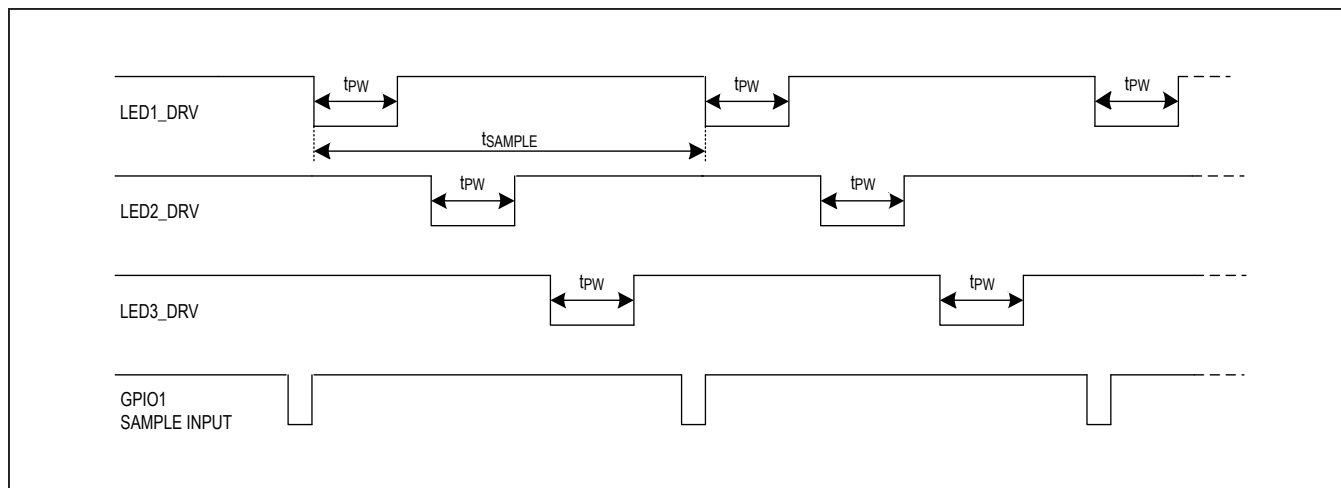 tPW tPW tPW
LED1_DRV
tSAMPLE
tPW tPW
LED2_DRV
tPW tPW
LED3_DRV
GPIO1
SAMPLE INPUT